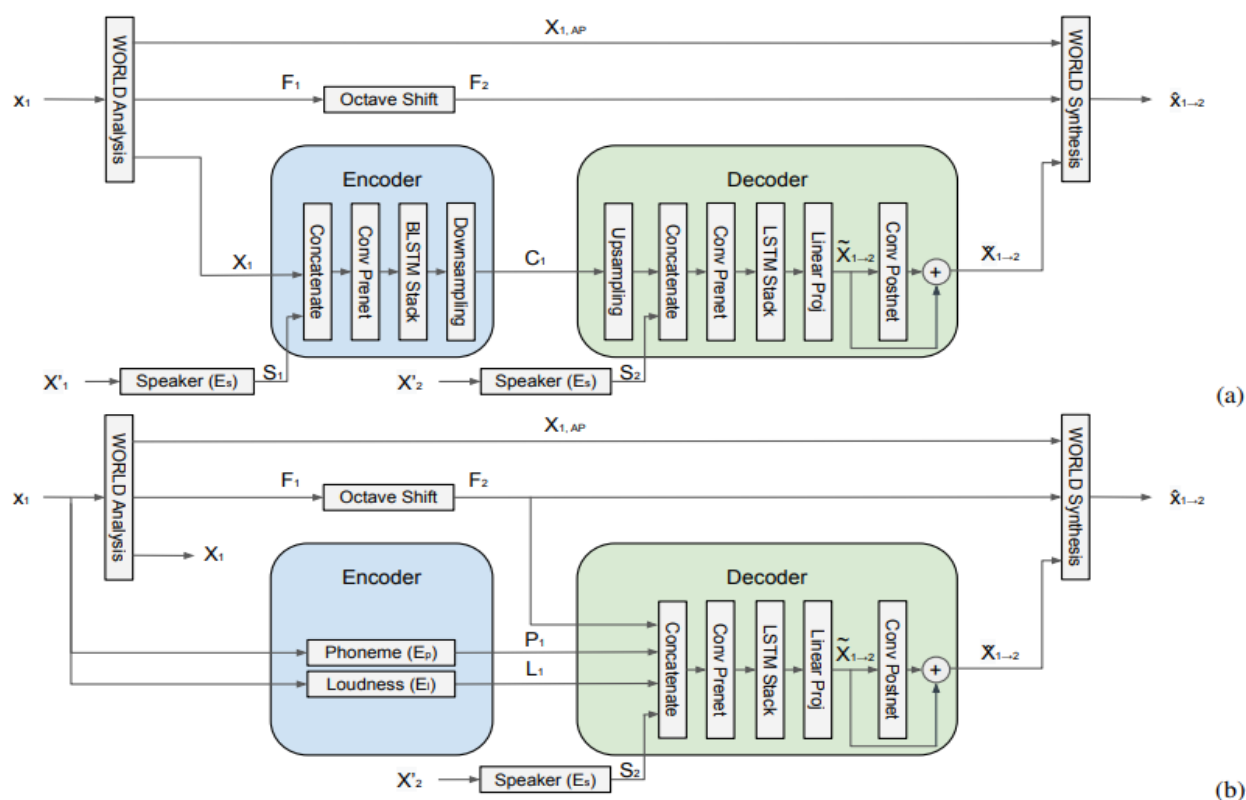 X₁, AP
WORLD Analysis
WORLD Synthesis
F₁
F₂
x₁
Octave Shift
x̂₁→₂
Encoder
Decoder
Concatenate
Conv Prenet
BLSTM Stack
Downsampling
Upsampling
Concatenate
Conv Prenet
LSTM Stack
Linear Proj
Conv Postnet
X₁
C₁
X̃₁→₂
+
X̌₁→₂
X'₁
Speaker (Eₛ)
S₁
X'₂
Speaker (Eₛ)
S₂
(a)
X₁, AP
WORLD Analysis
WORLD Synthesis
F₁
F₂
x₁
Octave Shift
x̂₁→₂
X₁
Encoder
Decoder
Phoneme (Eₚ)
P₁
Loudness (Eₗ)
L₁
Concatenate
Conv Prenet
LSTM Stack
Linear Proj
X̃₁→₂
Conv Postnet
+
X̌₁→₂
X'₂
Speaker (Eₛ)
S₂
(b)